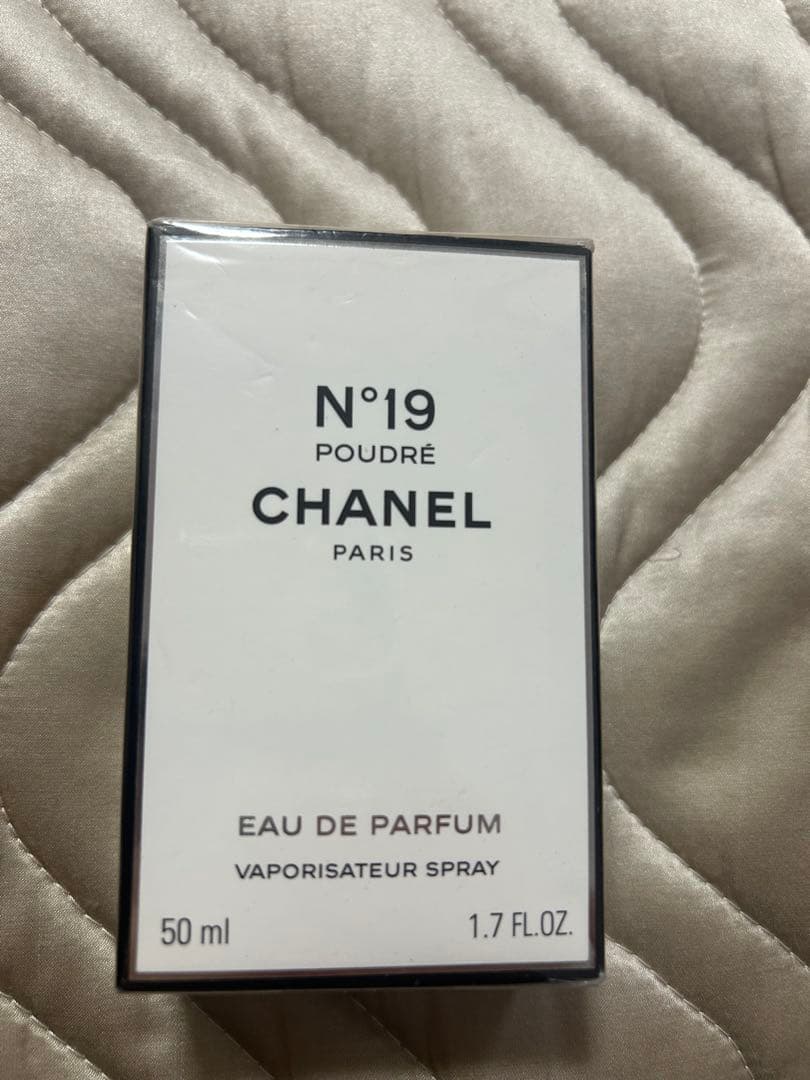 N°19
POUDRÉ
CHANEL
PARIS
EAU DE PARFUM
VAPORISATEUR SPRAY
50 ml 1.7 FL.OZ.